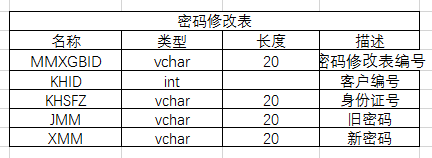 密码修改表
名称 类型 长度 描述
MMXGBID vchar 20 密码修改表编号
KHID int 客户编号
KHSFZ vchar 20 身份证号
JMM vchar 20 旧密码
XMM vchar 20 新密码